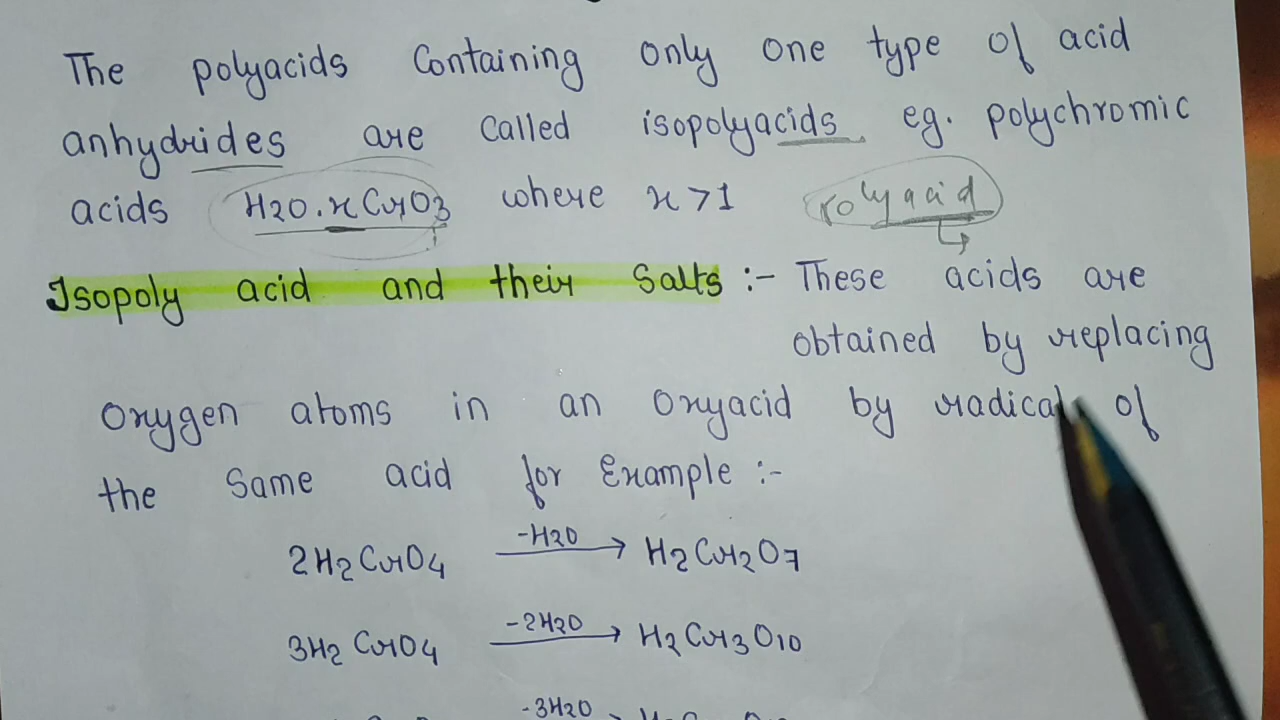 The polyacids Containing only one type of acid
anhydrides are called isopolyacids eg. polychromic
acids H2O.xCrO3 where x>1 Polyacid
Isopoly acid and their Salts :- These acids are
obtained by replacing
Oxygen atoms in an Oxyacid by radical of
the Same acid for Example :-
2H2CrO4 -H2O → H2Cr2O7
3H2CrO4 -2H2O → H2Cr3O10
-3H2O →